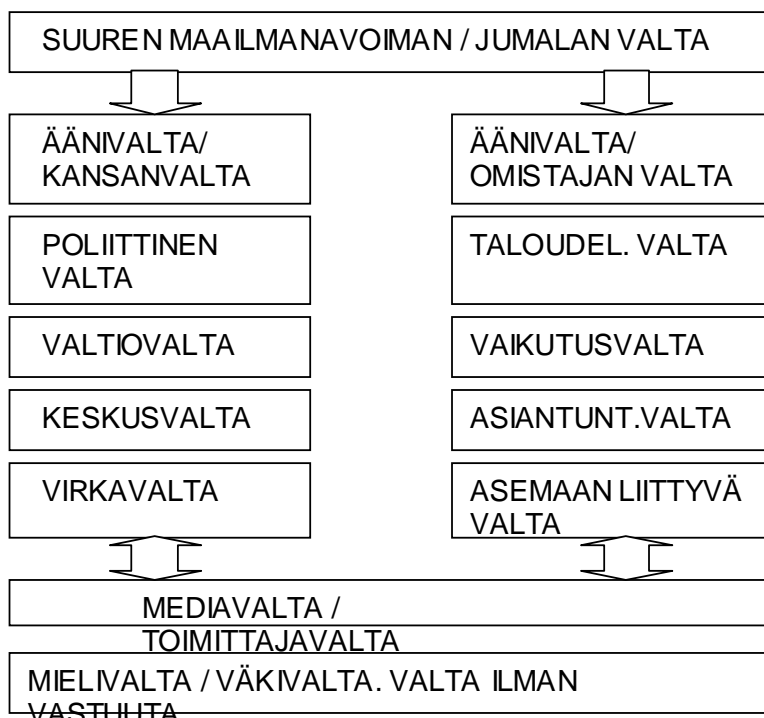 SUUREN MAAILMANAVOIMAN / JUMALAN VALTA
ÄÄNIVALTA/
KANSANVALTA
ÄÄNIVALTA/
OMISTAJAN VALTA
POLIITTINEN
VALTA
TALOUDEL. VALTA
VALTIOVALTA
VAIKUTUSVALTA
KESKUSVALTA
ASIANTUNT.VALTA
VIRKAVALTA
ASEMAAN LIITTYVÄ
VALTA
MEDIAVALTA /
TOIMITTAJAVALTA
MIELIVALTA / VÄKIVALTA. VALTA ILMAN
VASTUUTA